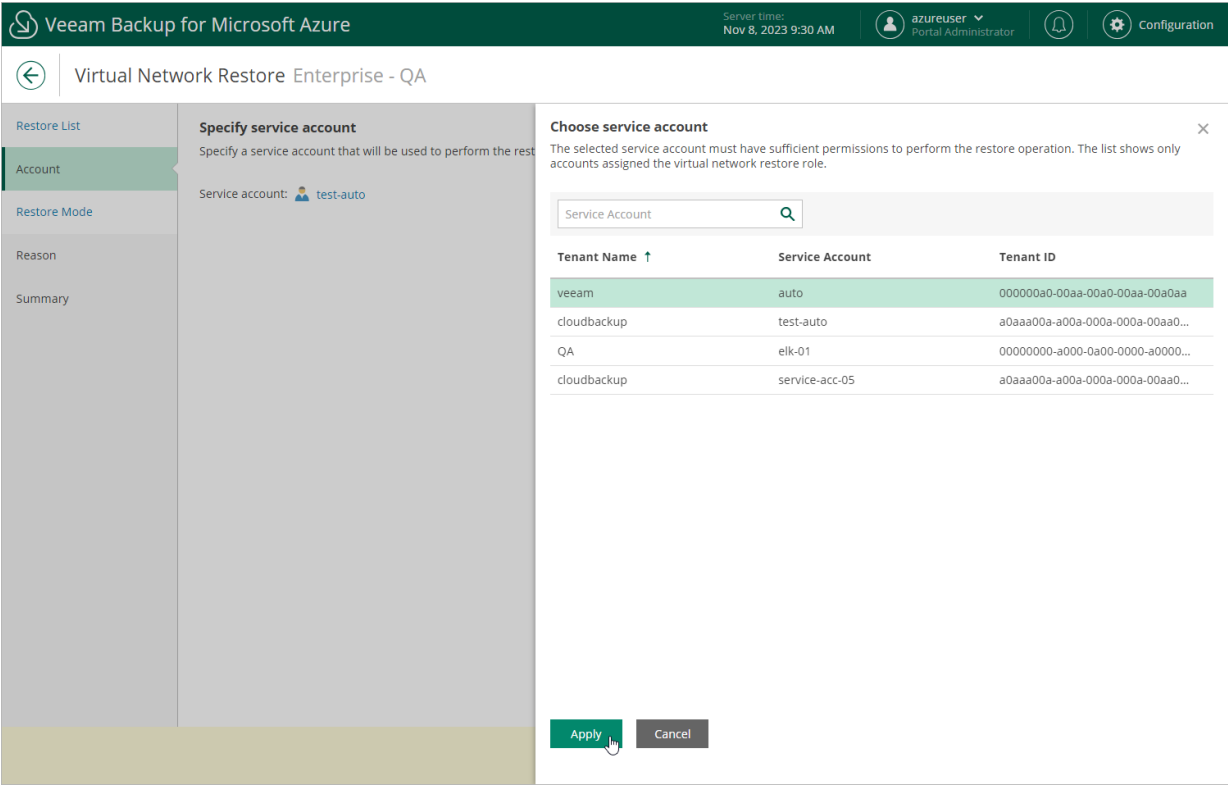 Veeam Backup for Microsoft Azure
Server time:
Nov 8, 2023 9:30 AM
azureuser
Portal Administrator
Configuration
Virtual Network Restore Enterprise - QA
Restore List
Account
Restore Mode
Reason
Summary
Specify service account
Specify a service account that will be used to perform the rest
Service account: test-auto
Choose service account
The selected service account must have sufficient permissions to perform the restore operation. The list shows only
accounts assigned the virtual network restore role.
Service Account
Tenant Name ↑ Service Account Tenant ID
veeam auto 000000a0-00aa-00a0-00aa-00a0aa
cloudbackup test-auto a0aaa00a-a00a-000a-000a-00aa0...
QA elk-01 00000000-a000-0a00-0000-a0000...
cloudbackup service-acc-05 a0aaa00a-a00a-000a-000a-00aa0...
Apply Cancel